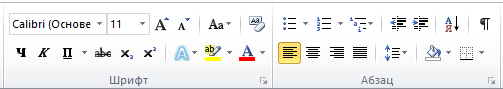 Calibri (Основе 11 A A Aa
Ж К П abc x₂ x² A ab A
Шрифт Абзац